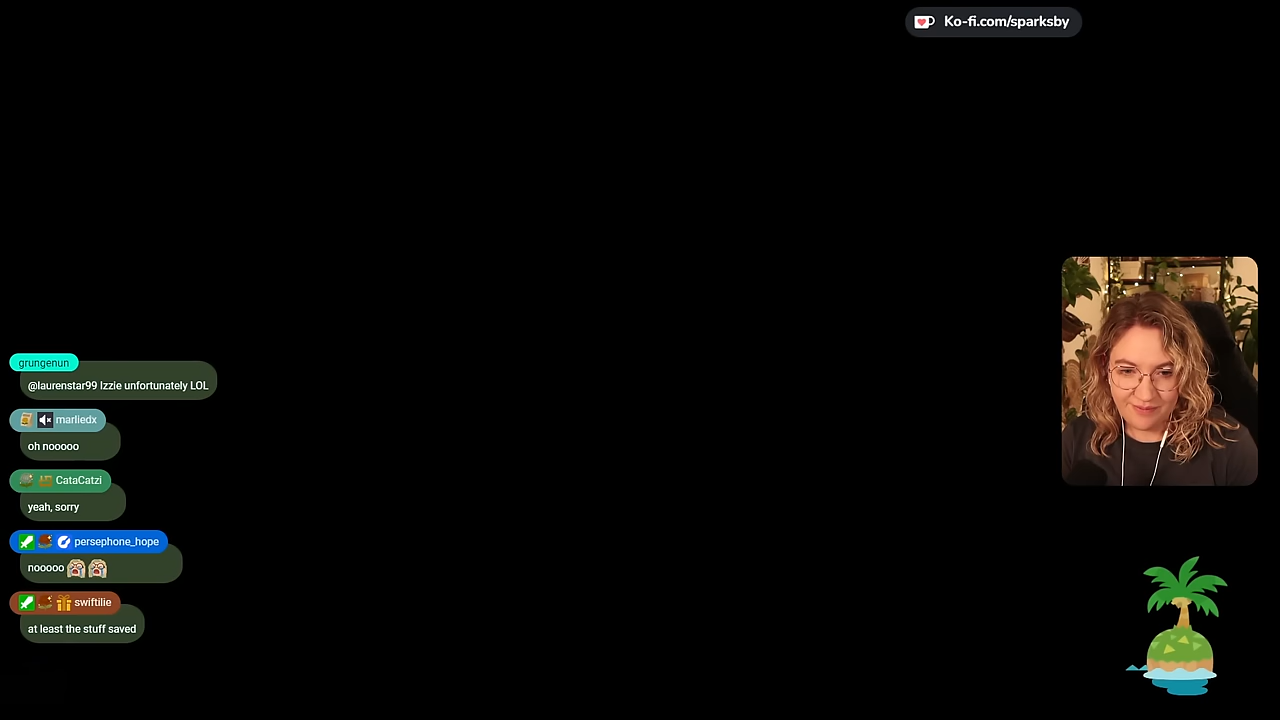 Ko-fi.com/sparksby
grungenun
@laurenstar99 Izzie unfortunately LOL
marliedx
oh nooooo
CataCatzi
yeah, sorry
persephone_hope
nooooo
swiftilie
at least the stuff saved